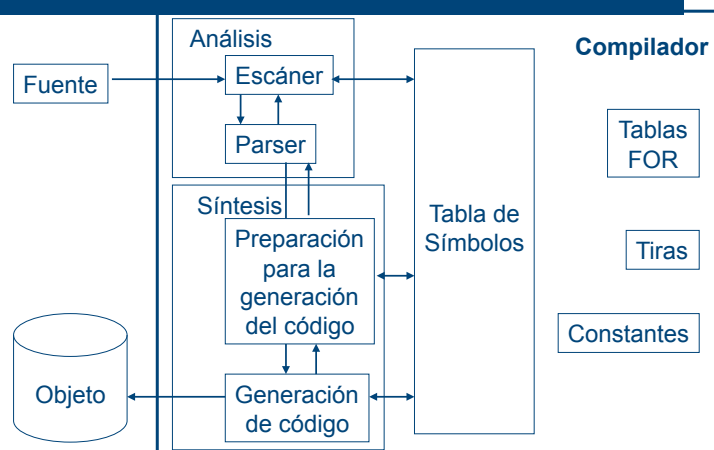 Análisis
Compilador
Fuente
Escáner
Parser
Tablas
FOR
Síntesis
Tabla de
Símbolos
Preparación
para la
generación
del código
Tiras
Constantes
Objeto
Generación
de código